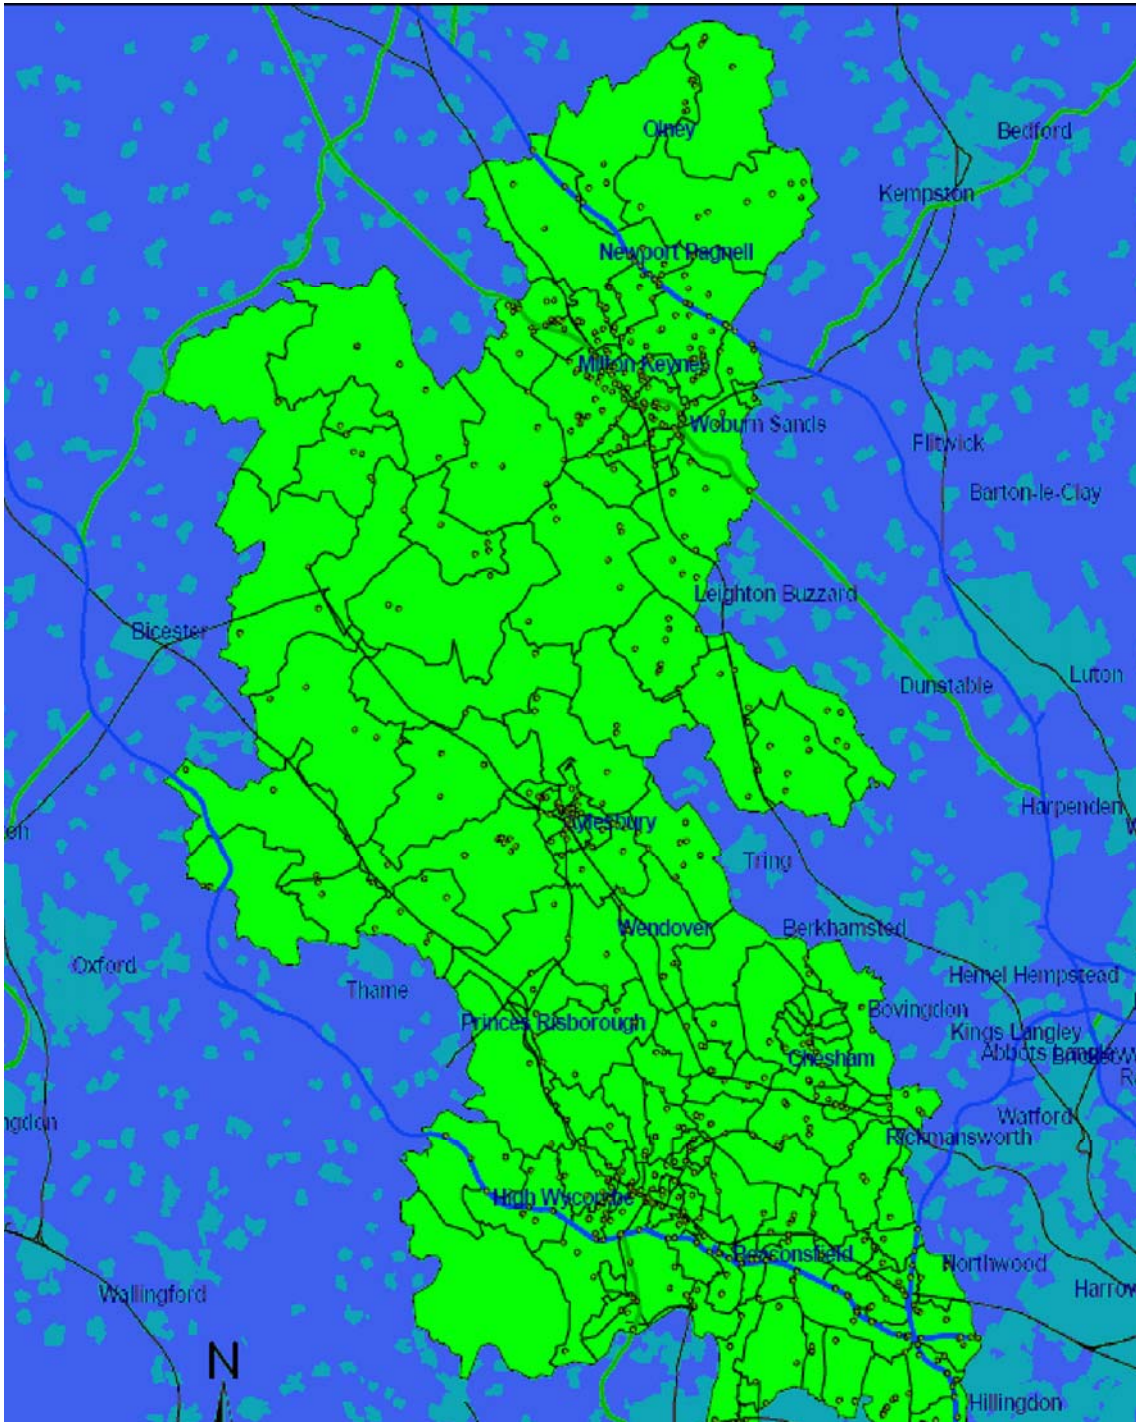 Olney
Bedford
Kempston
Newport Pagnell
Milton Keynes
Woburn Sands
Flitwick
Barton-le-Clay
Leighton Buzzard
Bicester
Luton
Dunstable
Harpenden
Aylesbury
Tring
Wendover
Berkhamsted
Oxford
Thame
Hemel Hempstead
Bovingdon
Princes Risborough
Kings Langley
Chesham
Watford
Rickmansworth
High Wycombe
Beaconsfield
Northwood
Wallingford
Harrow
N
Hillingdon